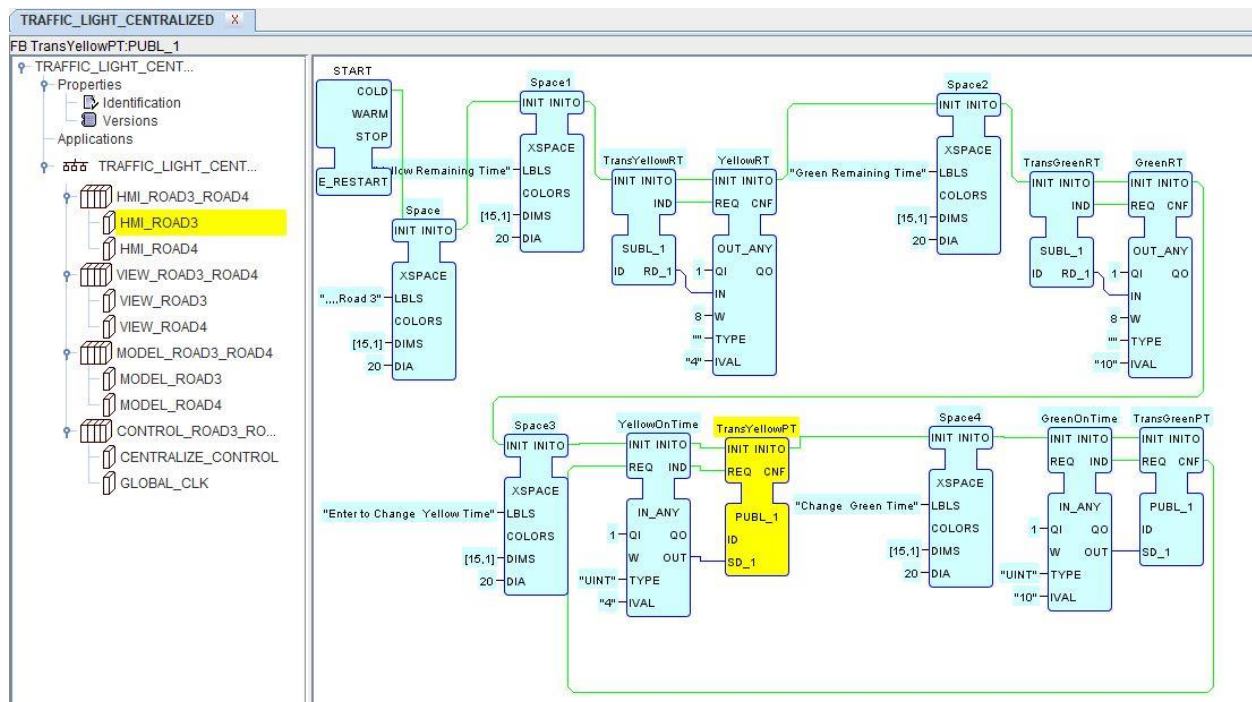 TRAFFIC_LIGHT_CENTRALIZED X
FB TransYellowPT:PUBL_1
TRAFFIC_LIGHT_CENT...
Properties
Identification
Versions
Applications
TRAFFIC_LIGHT_CENT...
HMI_ROAD3_ROAD4
HMI_ROAD3
HMI_ROAD4
VIEW_ROAD3_ROAD4
VIEW_ROAD3
VIEW_ROAD4
MODEL_ROAD3_ROAD4
MODEL_ROAD3
MODEL_ROAD4
CONTROL_ROAD3_RO...
CENTRALIZE_CONTROL
GLOBAL_CLK
START
COLD
WARM
STOP
E_RESTART
Space
INIT INITO
XSPACE
",,,,Road 3" LBLS
COLORS
[15,1] DIMS
20 DIA
Space1
INIT INITO
XSPACE
Remaining Time" LBLS
COLORS
[15,1] DIMS
20 DIA
TransYellowRT
INIT INITO
IND
SUBL_1
ID RD_1
YellowRT
INIT INITO
REQ CNF
OUT_ANY
1 QI QO
IN
8 W
"" TYPE
"4" IVAL
Space2
INIT INITO
XSPACE
"Green Remaining Time" LBLS
COLORS
[15,1] DIMS
20 DIA
TransGreenRT
INIT INITO
IND
SUBL_1
ID RD_1
GreenRT
INIT INITO
REQ CNF
OUT_ANY
1 QI QO
IN
8 W
"" TYPE
"10" IVAL
Space3
INIT INITO
XSPACE
"Enter to Change Yellow Time" LBLS
COLORS
[15,1] DIMS
20 DIA
YellowOnTime
INIT INITO
REQ IND
IN_ANY
1 QI QO
W OUT
"UINT" TYPE
"4" IVAL
TransYellowPT
INIT INITO
REQ CNF
PUBL_1
ID
SD_1
Space4
INIT INITO
XSPACE
"Change Green Time" LBLS
COLORS
[15,1] DIMS
20 DIA
GreenOnTime
INIT INITO
REQ IND
IN_ANY
1 QI QO
W OUT
"UINT" TYPE
"10" IVAL
TransGreenPT
INIT INITO
REQ CNF
PUBL_1
ID
SD_1